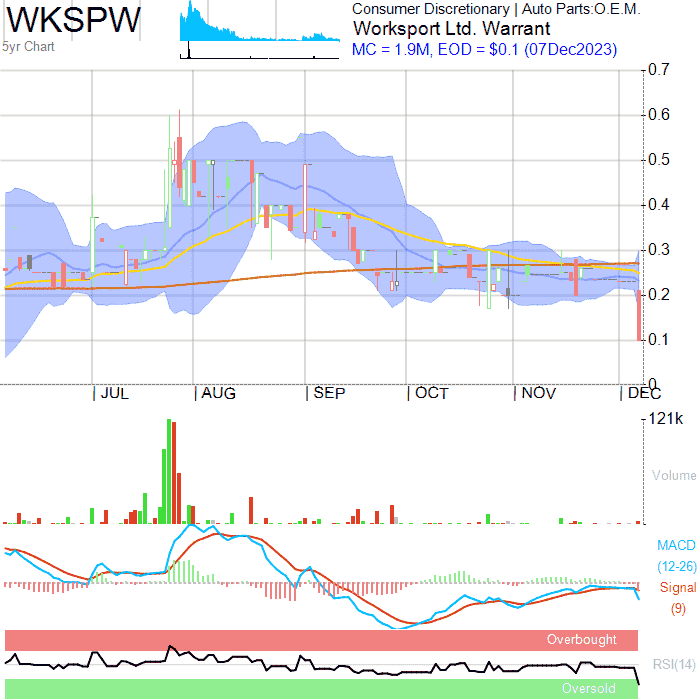 WKSPW
5yr Chart
Consumer Discretionary | Auto Parts:O.E.M.
Worksport Ltd. Warrant
MC = 1.9M, EOD = $0.1 (07Dec2023)
0.7
0.6
0.5
0.4
0.3
0.2
0.1
0
JUL AUG SEP OCT NOV DEC
121k
Volume
MACD
(12-26)
Signal
(9)
Overbought
RSI(14)
Oversold